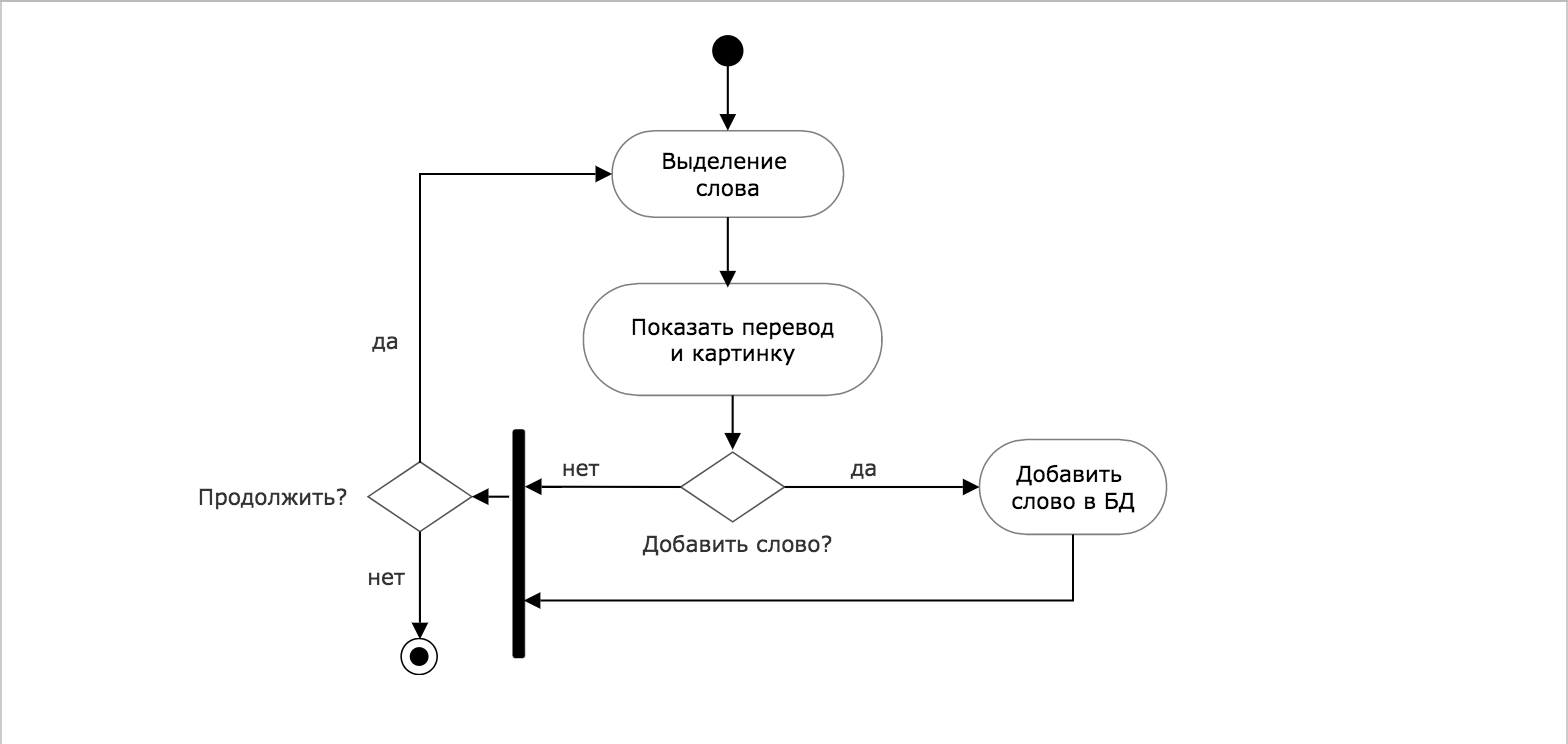 Выделение
слова
Показать перевод
и картинку
да
нет
да
Добавить
слово в БД
Продолжить?
Добавить слово?
нет